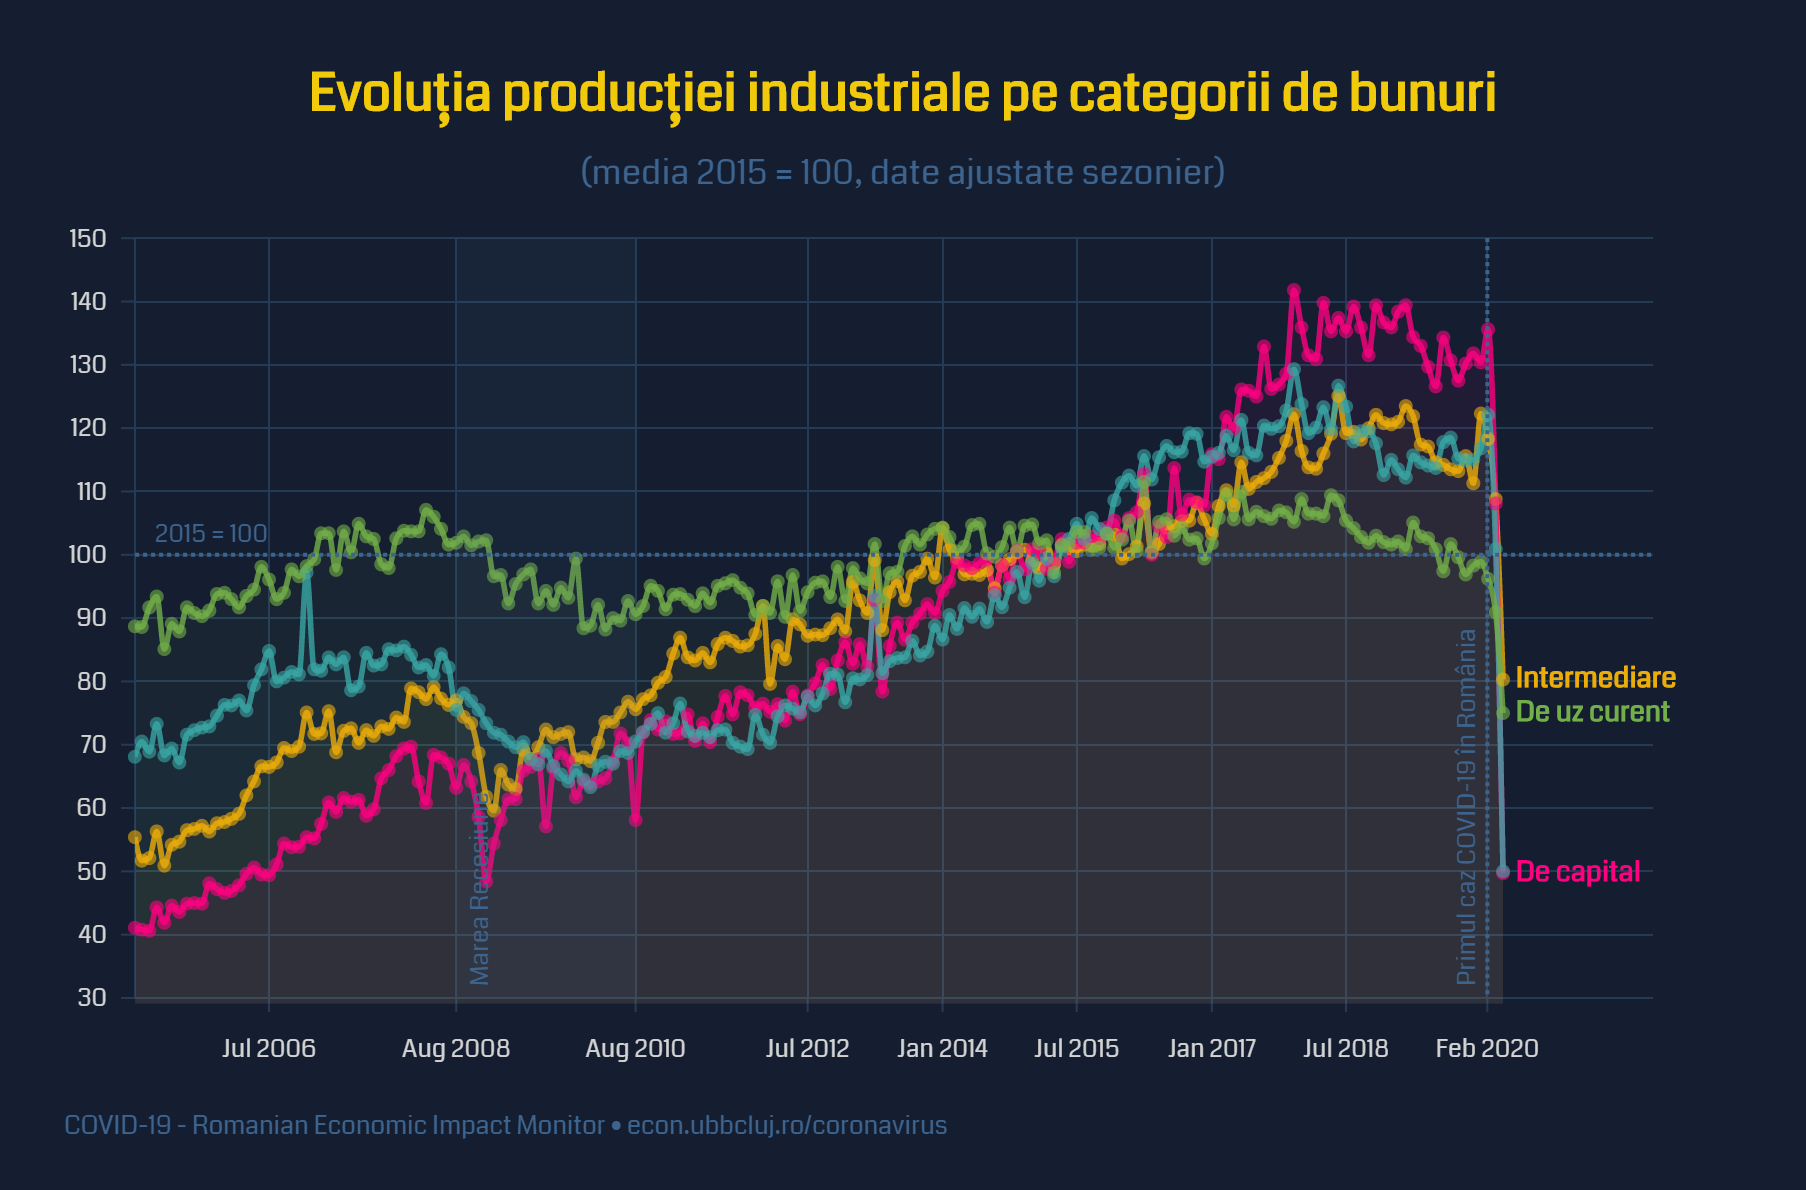 Evoluția producției industriale pe categorii de bunuri
(media 2015 = 100, date ajustate sezonier)
150
140
130
120
110
100
90
80
70
60
50
40
30
2015 = 100
Marea Recesiune
Primul caz COVID-19 în România
Intermediare
De uz curent
De capital
Jul 2006
Aug 2008
Aug 2010
Jul 2012
Jan 2014
Jul 2015
Jan 2017
Jul 2018
Feb 2020
COVID-19 - Romanian Economic Impact Monitor • econ.ubbcluj.ro/coronavirus